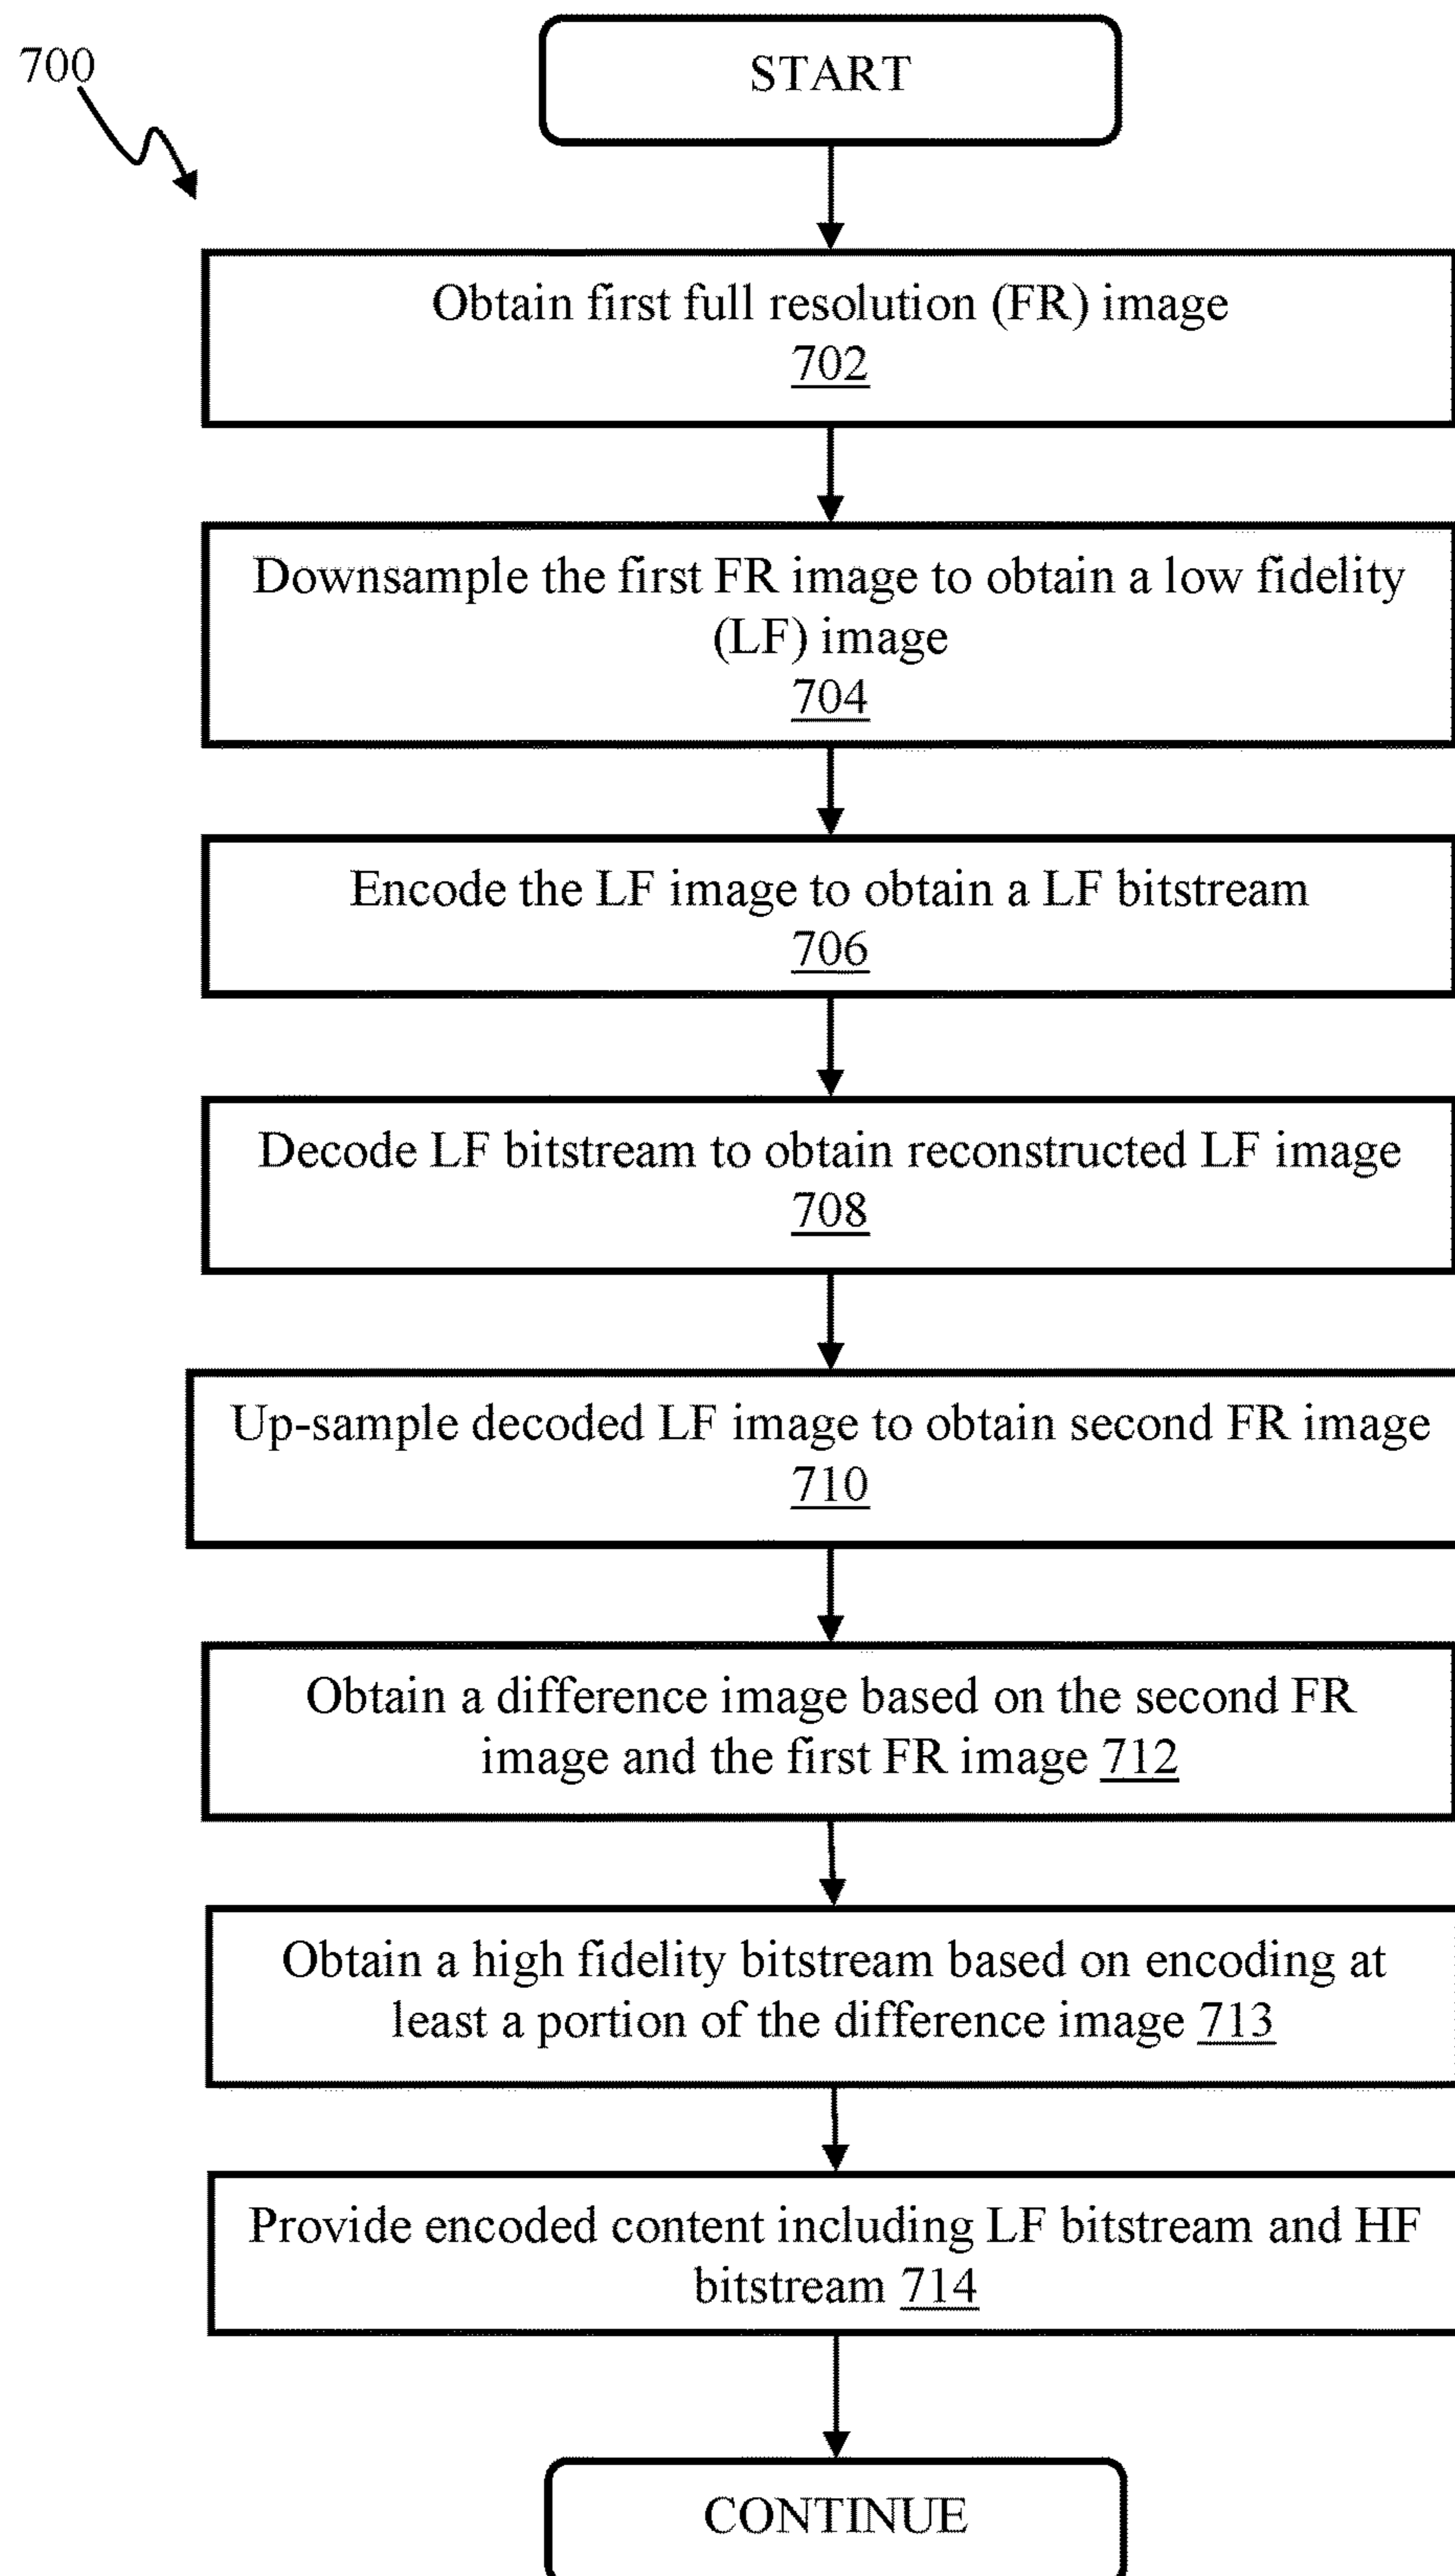 700
START
Obtain first full resolution (FR) image
702
Downsample the first FR image to obtain a low fidelity
(LF) image
704
Encode the LF image to obtain a LF bitstream
706
Decode LF bitstream to obtain reconstructed LF image
708
Up-sample decoded LF image to obtain second FR image
710
Obtain a difference image based on the second FR
image and the first FR image 712
Obtain a high fidelity bitstream based on encoding at
least a portion of the difference image 713
Provide encoded content including LF bitstream and HF
bitstream 714
CONTINUE